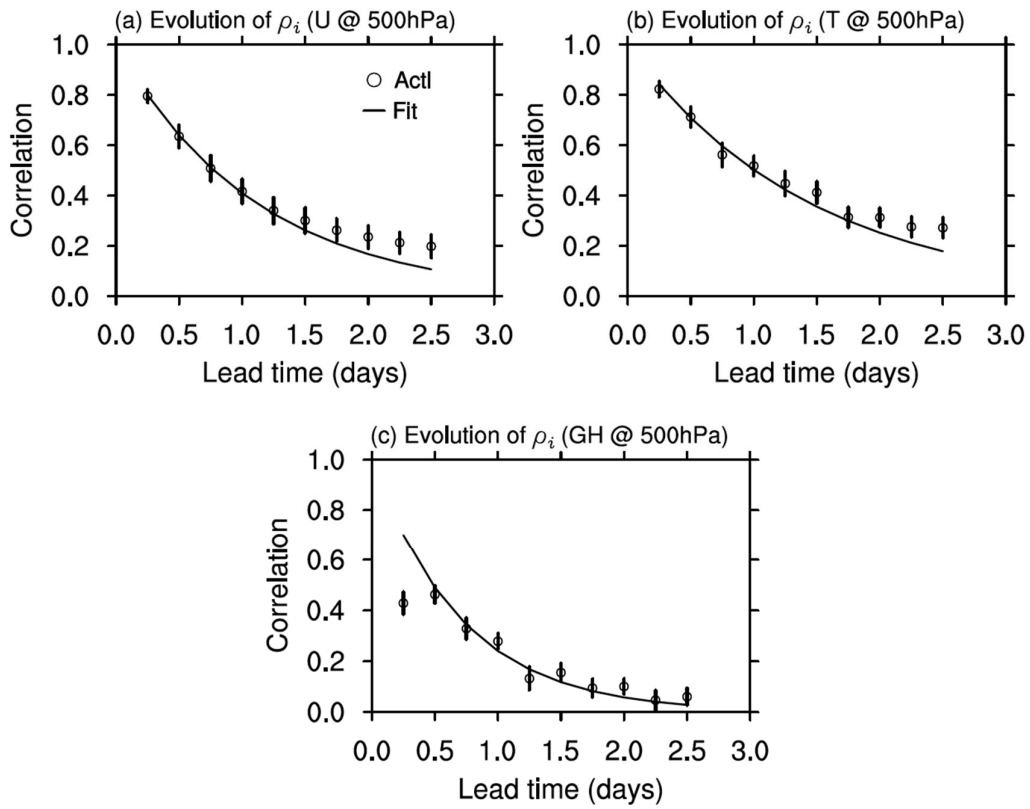 (a) Evolution of ρᵢ (U @ 500hPa)
1.0
0.8
0.6
0.4
0.2
0.0
Correlation
Actl
Fit
0.0 0.5 1.0 1.5 2.0 2.5 3.0
Lead time (days)
(b) Evolution of ρᵢ (T @ 500hPa)
1.0
0.8
0.6
0.4
0.2
0.0
Correlation
0.0 0.5 1.0 1.5 2.0 2.5 3.0
Lead time (days)
(c) Evolution of ρᵢ (GH @ 500hPa)
1.0
0.8
0.6
0.4
0.2
0.0
Correlation
0.0 0.5 1.0 1.5 2.0 2.5 3.0
Lead time (days)